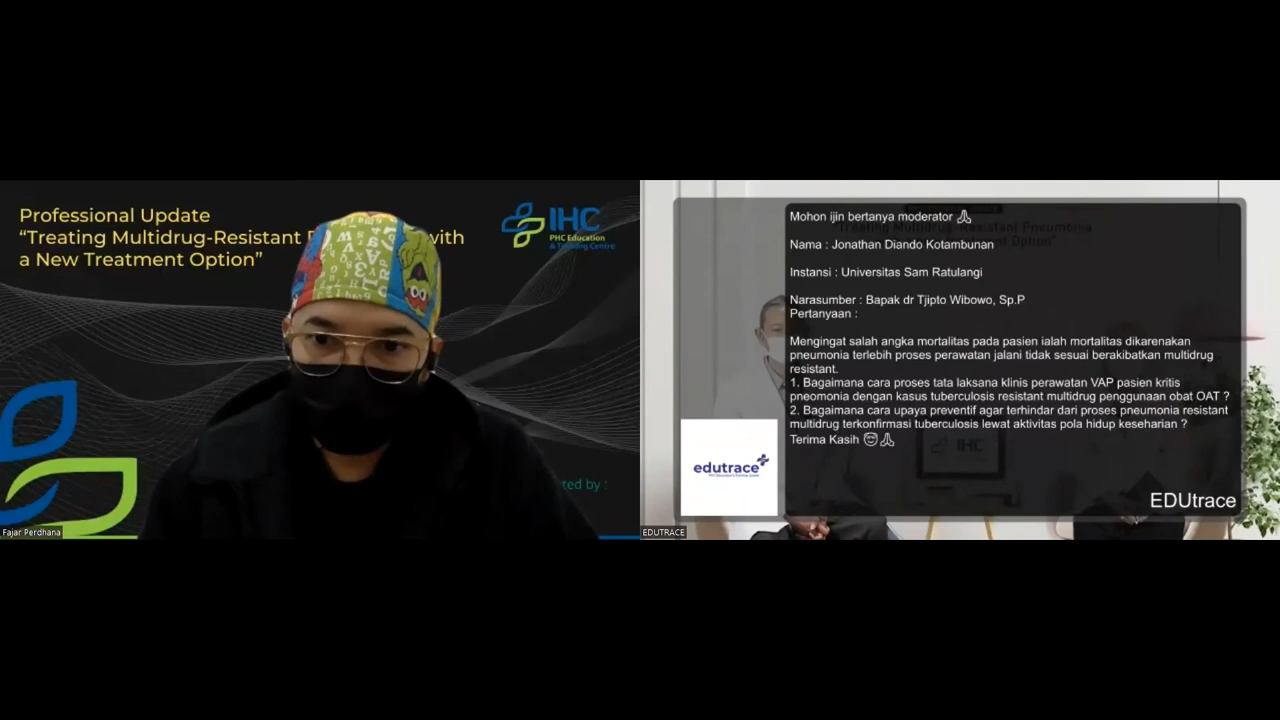 Professional Update
“Treating Multidrug-Resistant with
a New Treatment Option”
IHC
PHC Education
& Training Centre
ted by :
Fajar Perdhana
Mohon ijin bertanya moderator 🙏
Nama : Jonathan Diando Kotambunan
Instansi : Universitas Sam Ratulangi
Narasumber : Bapak dr Tjipto Wibowo, Sp.P
Pertanyaan :
Mengingat salah angka mortalitas pada pasien ialah mortalitas dikarenakan
pneumonia terlebih proses perawatan jalani tidak sesuai berakibatkan multidrug
resistant.
1. Bagaimana cara proses tata laksana klinis perawatan VAP pasien kritis
pneomonia dengan kasus tuberculosis resistant multidrug penggunaan obat OAT ?
2. Bagaimana cara upaya preventif agar terhindar dari proses pneumonia resistant
multidrug terkonfirmasi tuberculosis lewat aktivitas pola hidup keseharian ?
Terima Kasih 😇🙏
edutrace
IHC
EDUtrace
EDUTRACE